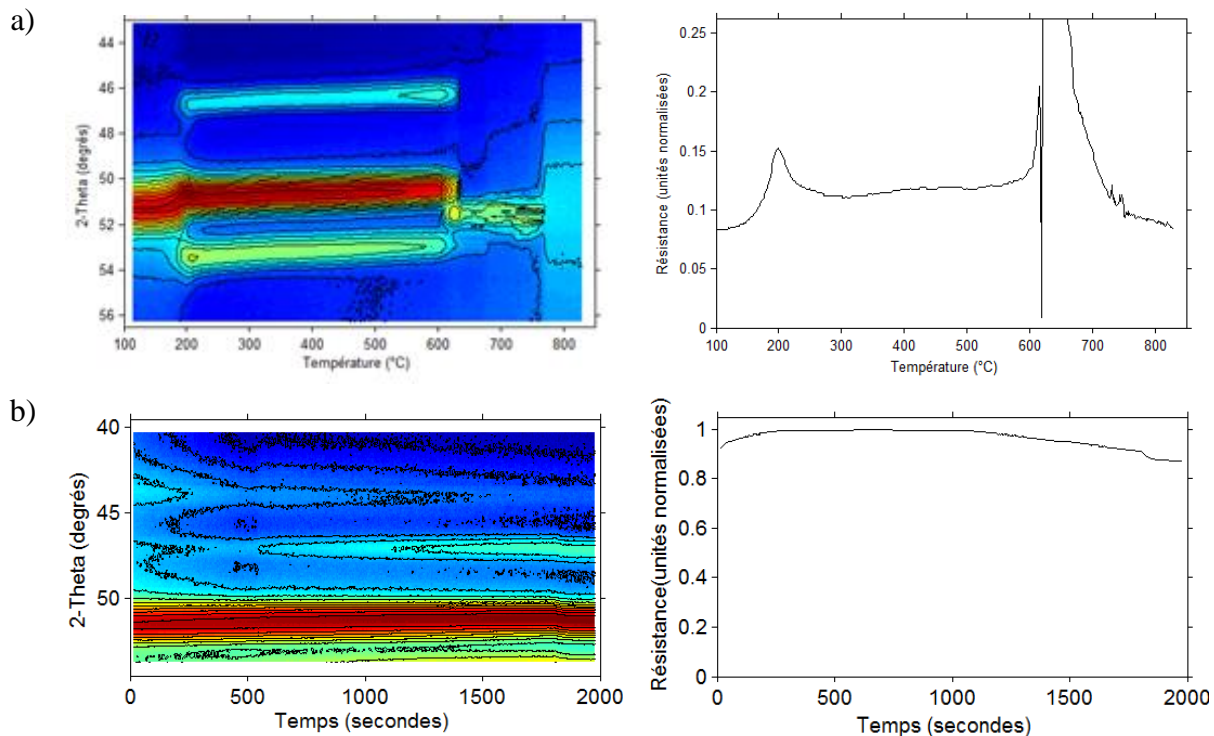 a)
2-Theta (degrés)
44
46
48
50
52
54
56
100 200 300 400 500 600 700 800
Température (°C)
Résistance (unités normalisées)
0.25
0.2
0.15
0.1
0.05
0
100 200 300 400 500 600 700 800
Température (°C)
b)
2-Theta (degrés)
40
45
50
0 500 1000 1500 2000
Temps (secondes)
Résistance(unités normalisées)
1
0.8
0.6
0.4
0.2
0
0 500 1000 1500 2000
Temps (secondes)